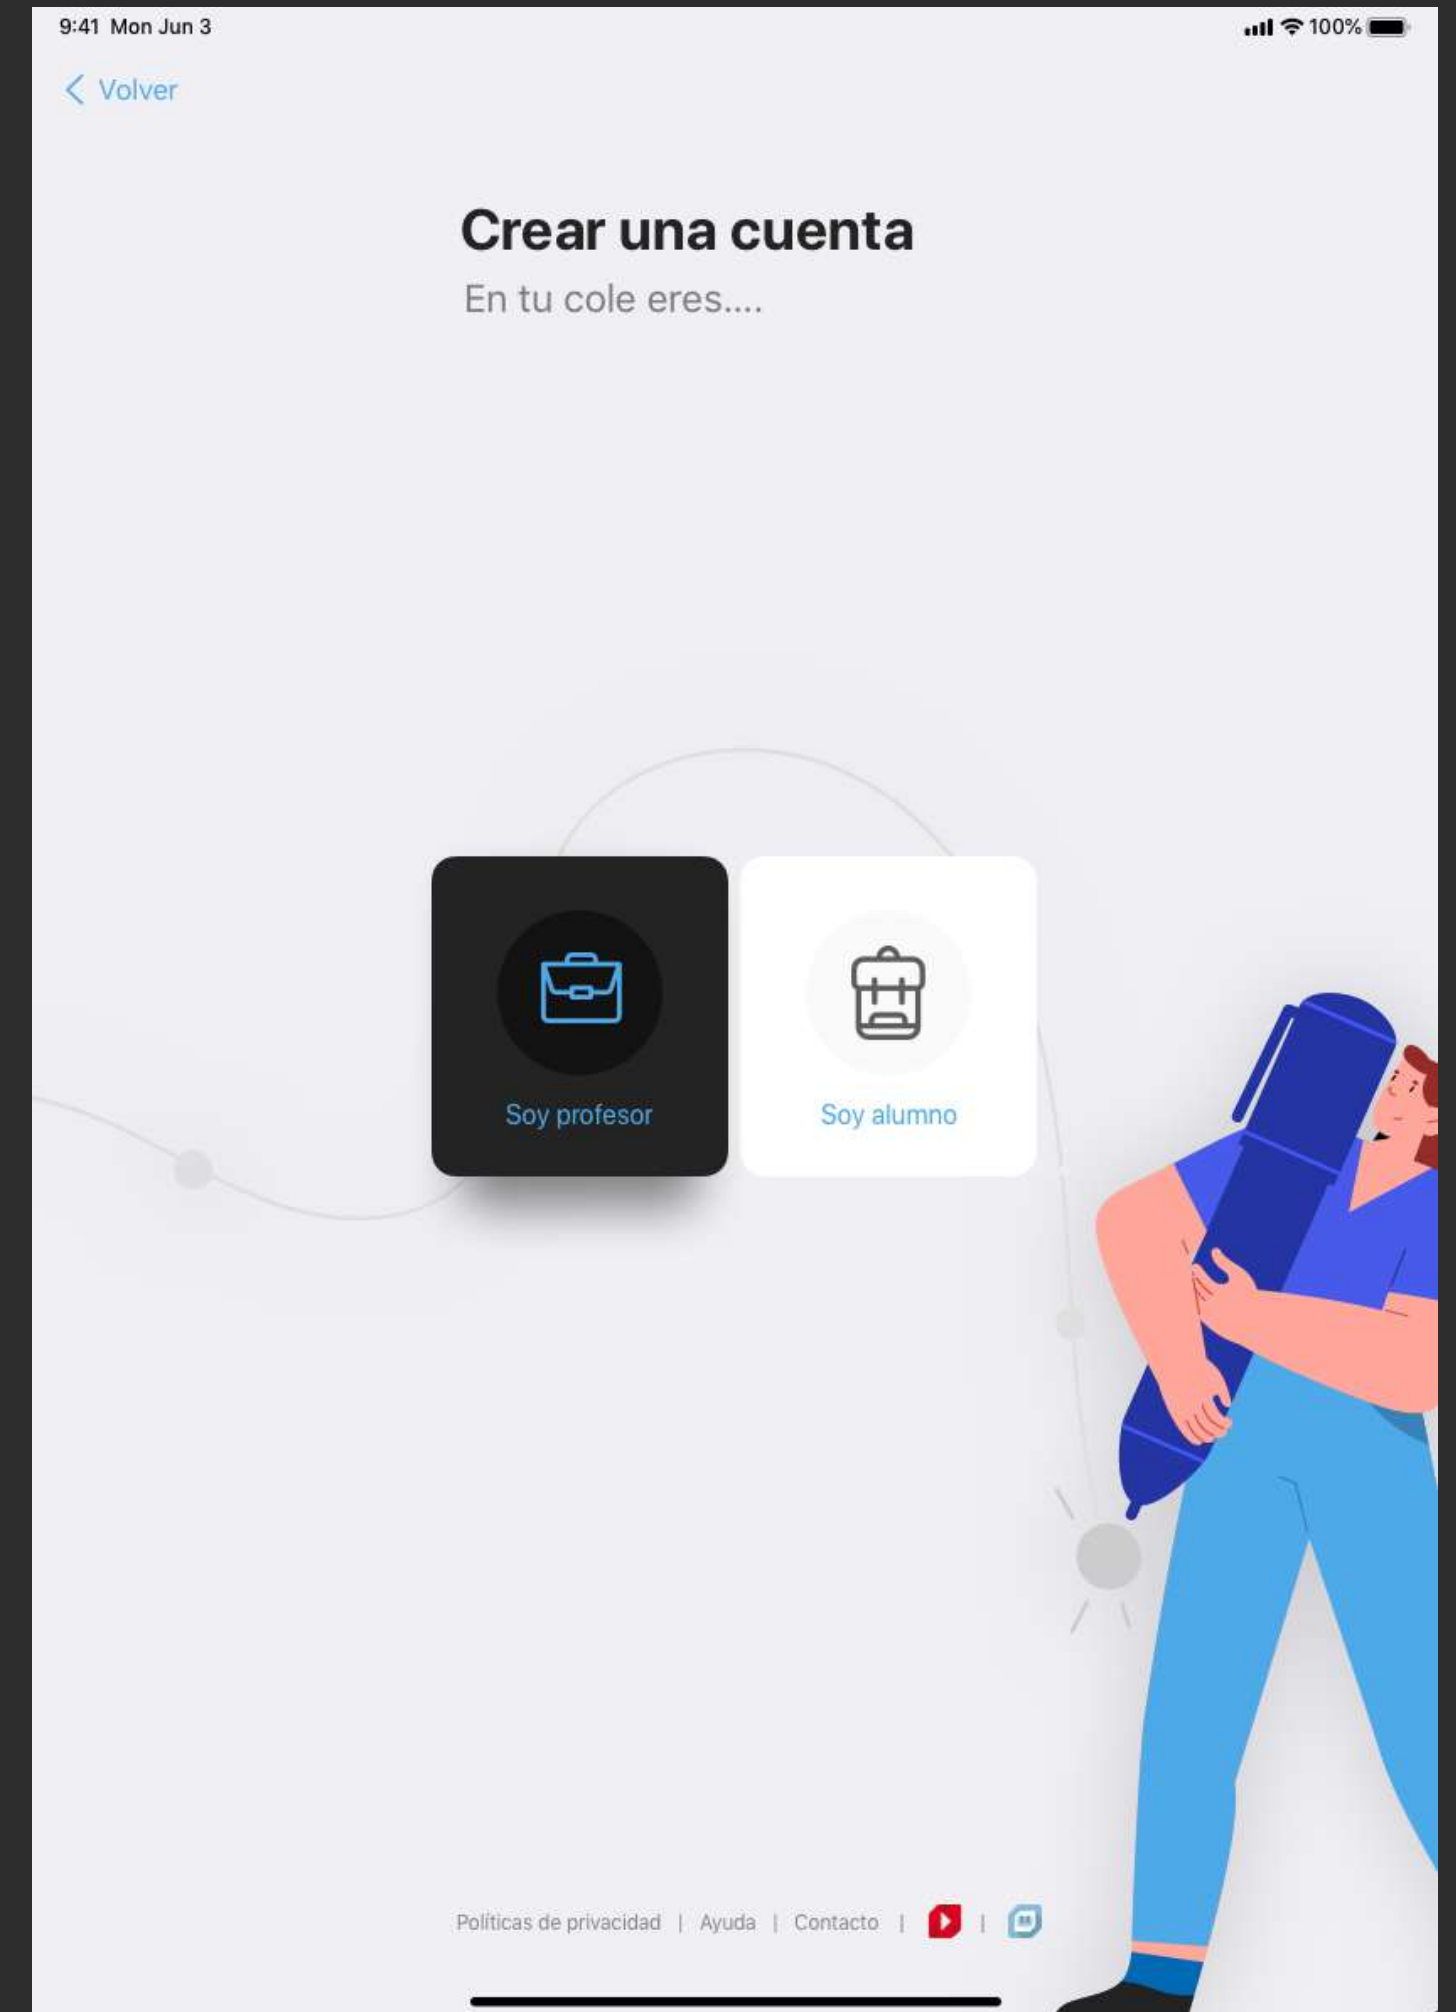 9:41 Mon Jun 3
100%
Volver
Crear una cuenta
En tu cole eres....
Soy profesor
Soy alumno
Políticas de privacidad | Ayuda | Contacto | |